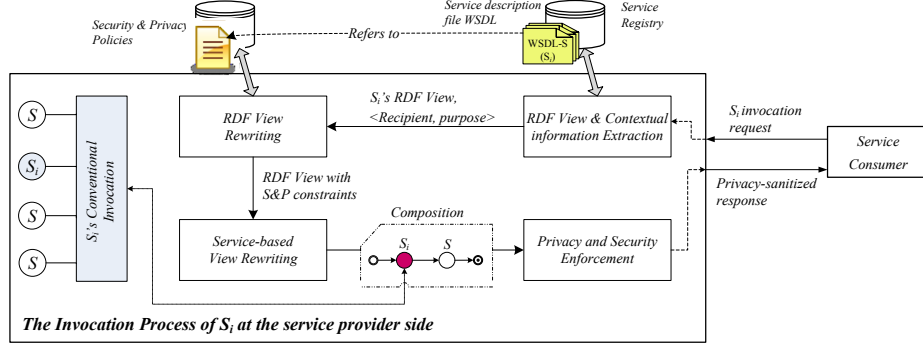 Security & Privacy
Policies
Refers to
Service description
file WSDL
WSDL-S
(Si)
Service
Registry
S
Si
S
S
Si's Conventional
Invocation
RDF View
Rewriting
Si's RDF View,
<Recipient, purpose>
RDF View & Contextual
information Extraction
Si invocation
request
Service
Consumer
Privacy-sanitized
response
RDF View with
S&P constraints
Service-based
View Rewriting
Composition
Si
S
Privacy and Security
Enforcement
The Invocation Process of Si at the service provider side